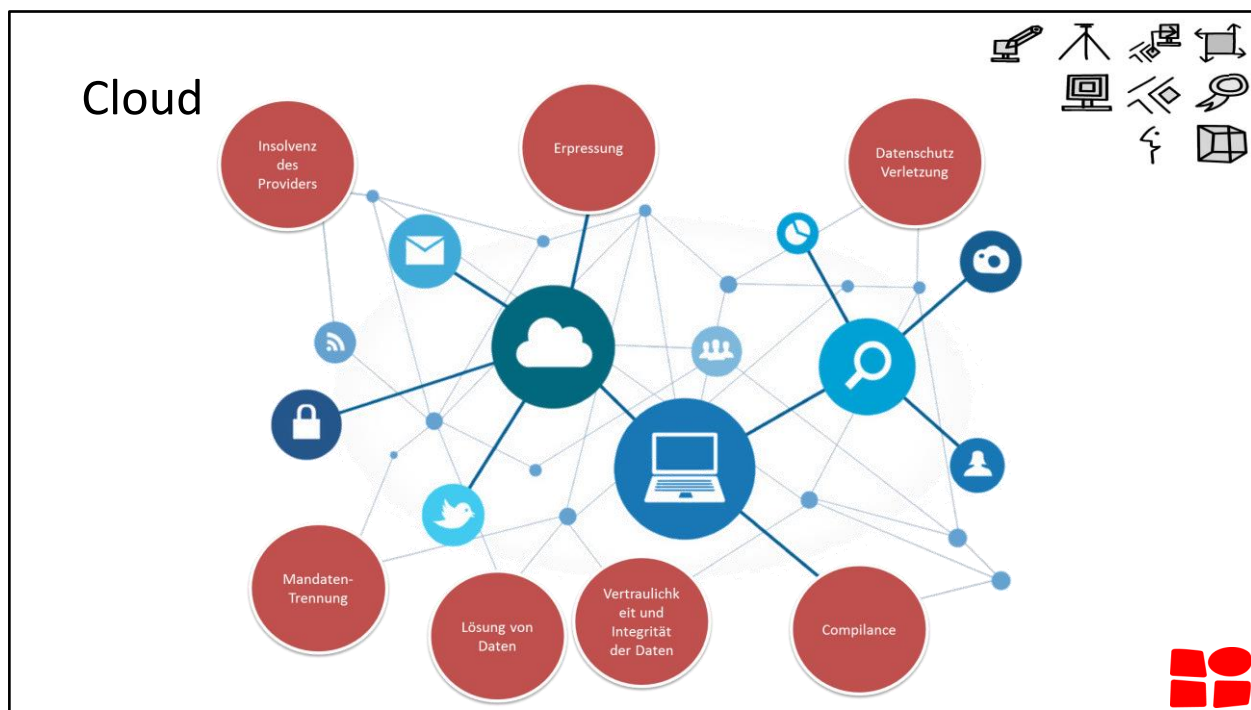 Cloud
Insolvenz
des
Providers
Erpressung
Datenschutz
Verletzung
Mandaten-
Trennung
Lösung von
Daten
Vertraulichk
eit und
Integrität
der Daten
Compilance